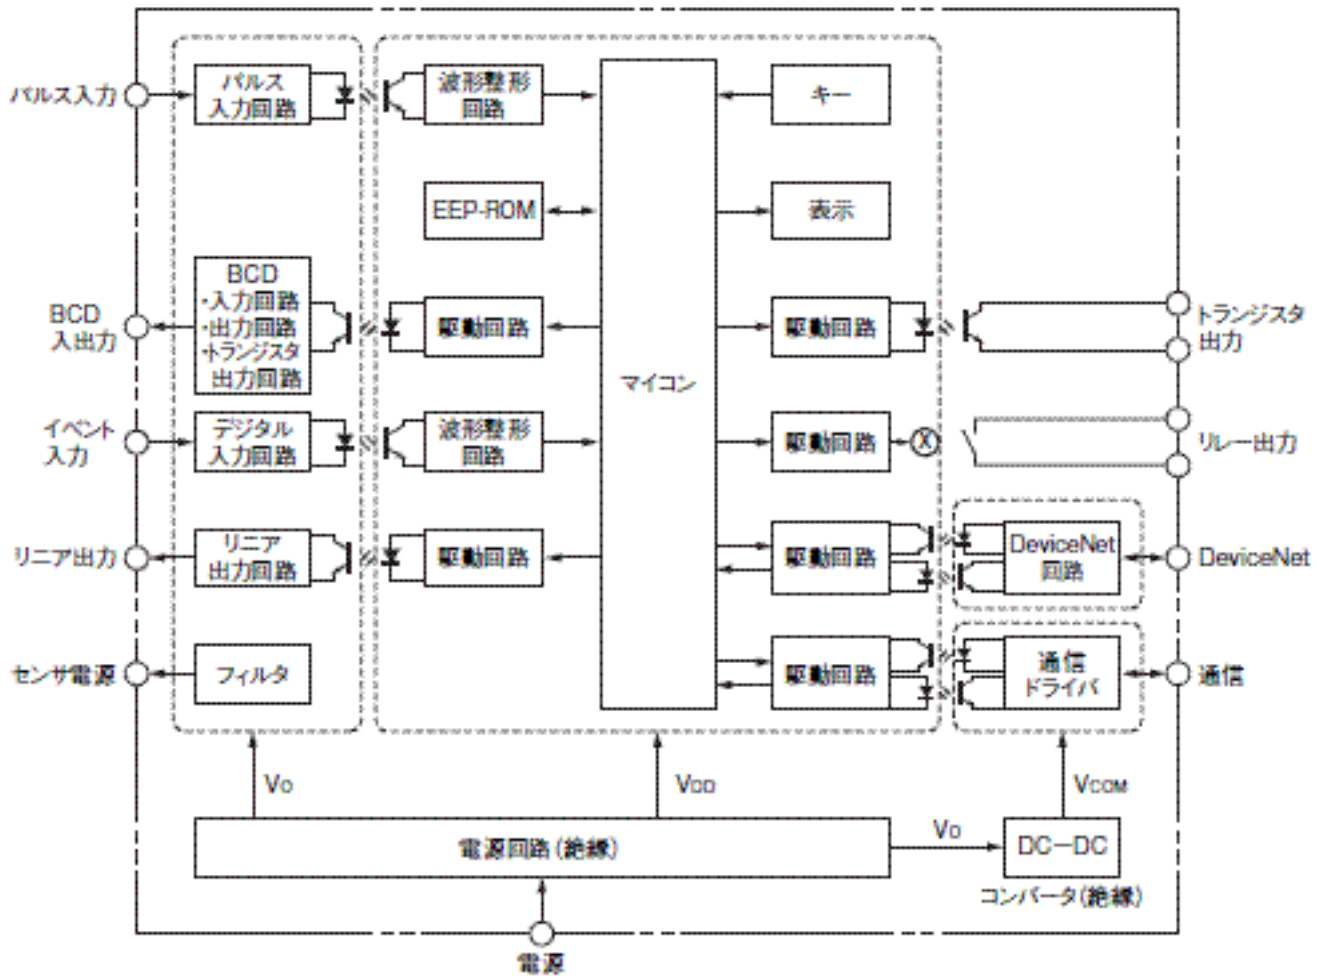 パルス入力
パルス
入力回路
波形整形
回路
キー
EEP-ROM
表示
BCD
入出力
BCD
・入力回路
・出力回路
・トランジスタ
出力回路
駆動回路
マイコン
駆動回路
トランジスタ
出力
イベント
入力
デジタル
入力回路
波形整形
回路
駆動回路
X
リレー出力
リニア出力
リニア
出力回路
駆動回路
駆動回路
DeviceNet
回路
DeviceNet
センサ電源
フィルタ
駆動回路
通信
ドライバ
通信
VO
VDD
VCOM
電源回路(絶縁)
VO
DC－DC
コンバータ(絶縁)
電源